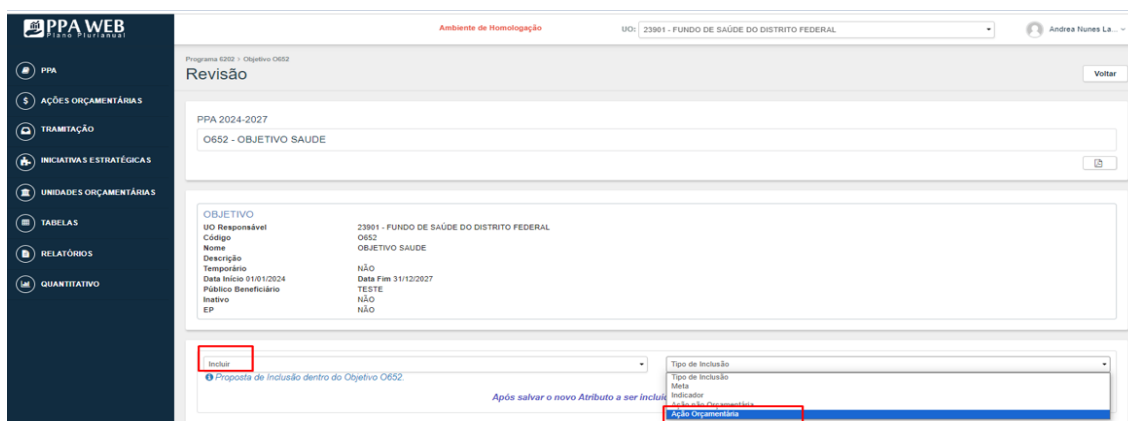 PPA WEB
Plano Plurianual
Ambiente de Homologação
UO: 23901 - FUNDO DE SAÚDE DO DISTRITO FEDERAL
Andrea Nunes La...
PPA
AÇÕES ORÇAMENTÁRIAS
TRAMITAÇÃO
INICIATIVAS ESTRATÉGICAS
UNIDADES ORÇAMENTÁRIAS
TABELAS
RELATÓRIOS
QUANTITATIVO
Programa 6202 > Objetivo O652
Revisão
Voltar
PPA 2024-2027
O652 - OBJETIVO SAUDE
OBJETIVO
UO Responsável 23901 - FUNDO DE SAÚDE DO DISTRITO FEDERAL
Código O652
Nome OBJETIVO SAUDE
Descrição
Temporário NÃO
Data Início 01/01/2024 Data Fim 31/12/2027
Público Beneficiário TESTE
Inativo NÃO
EP NÃO
Incluir
Tipo de Inclusão
Proposta de Inclusão dentro do Objetivo O652.
Após salvar o novo Atributo a ser incluí
Tipo de Inclusão
Meta
Indicador
Ação não Orçamentária
Ação Orçamentária